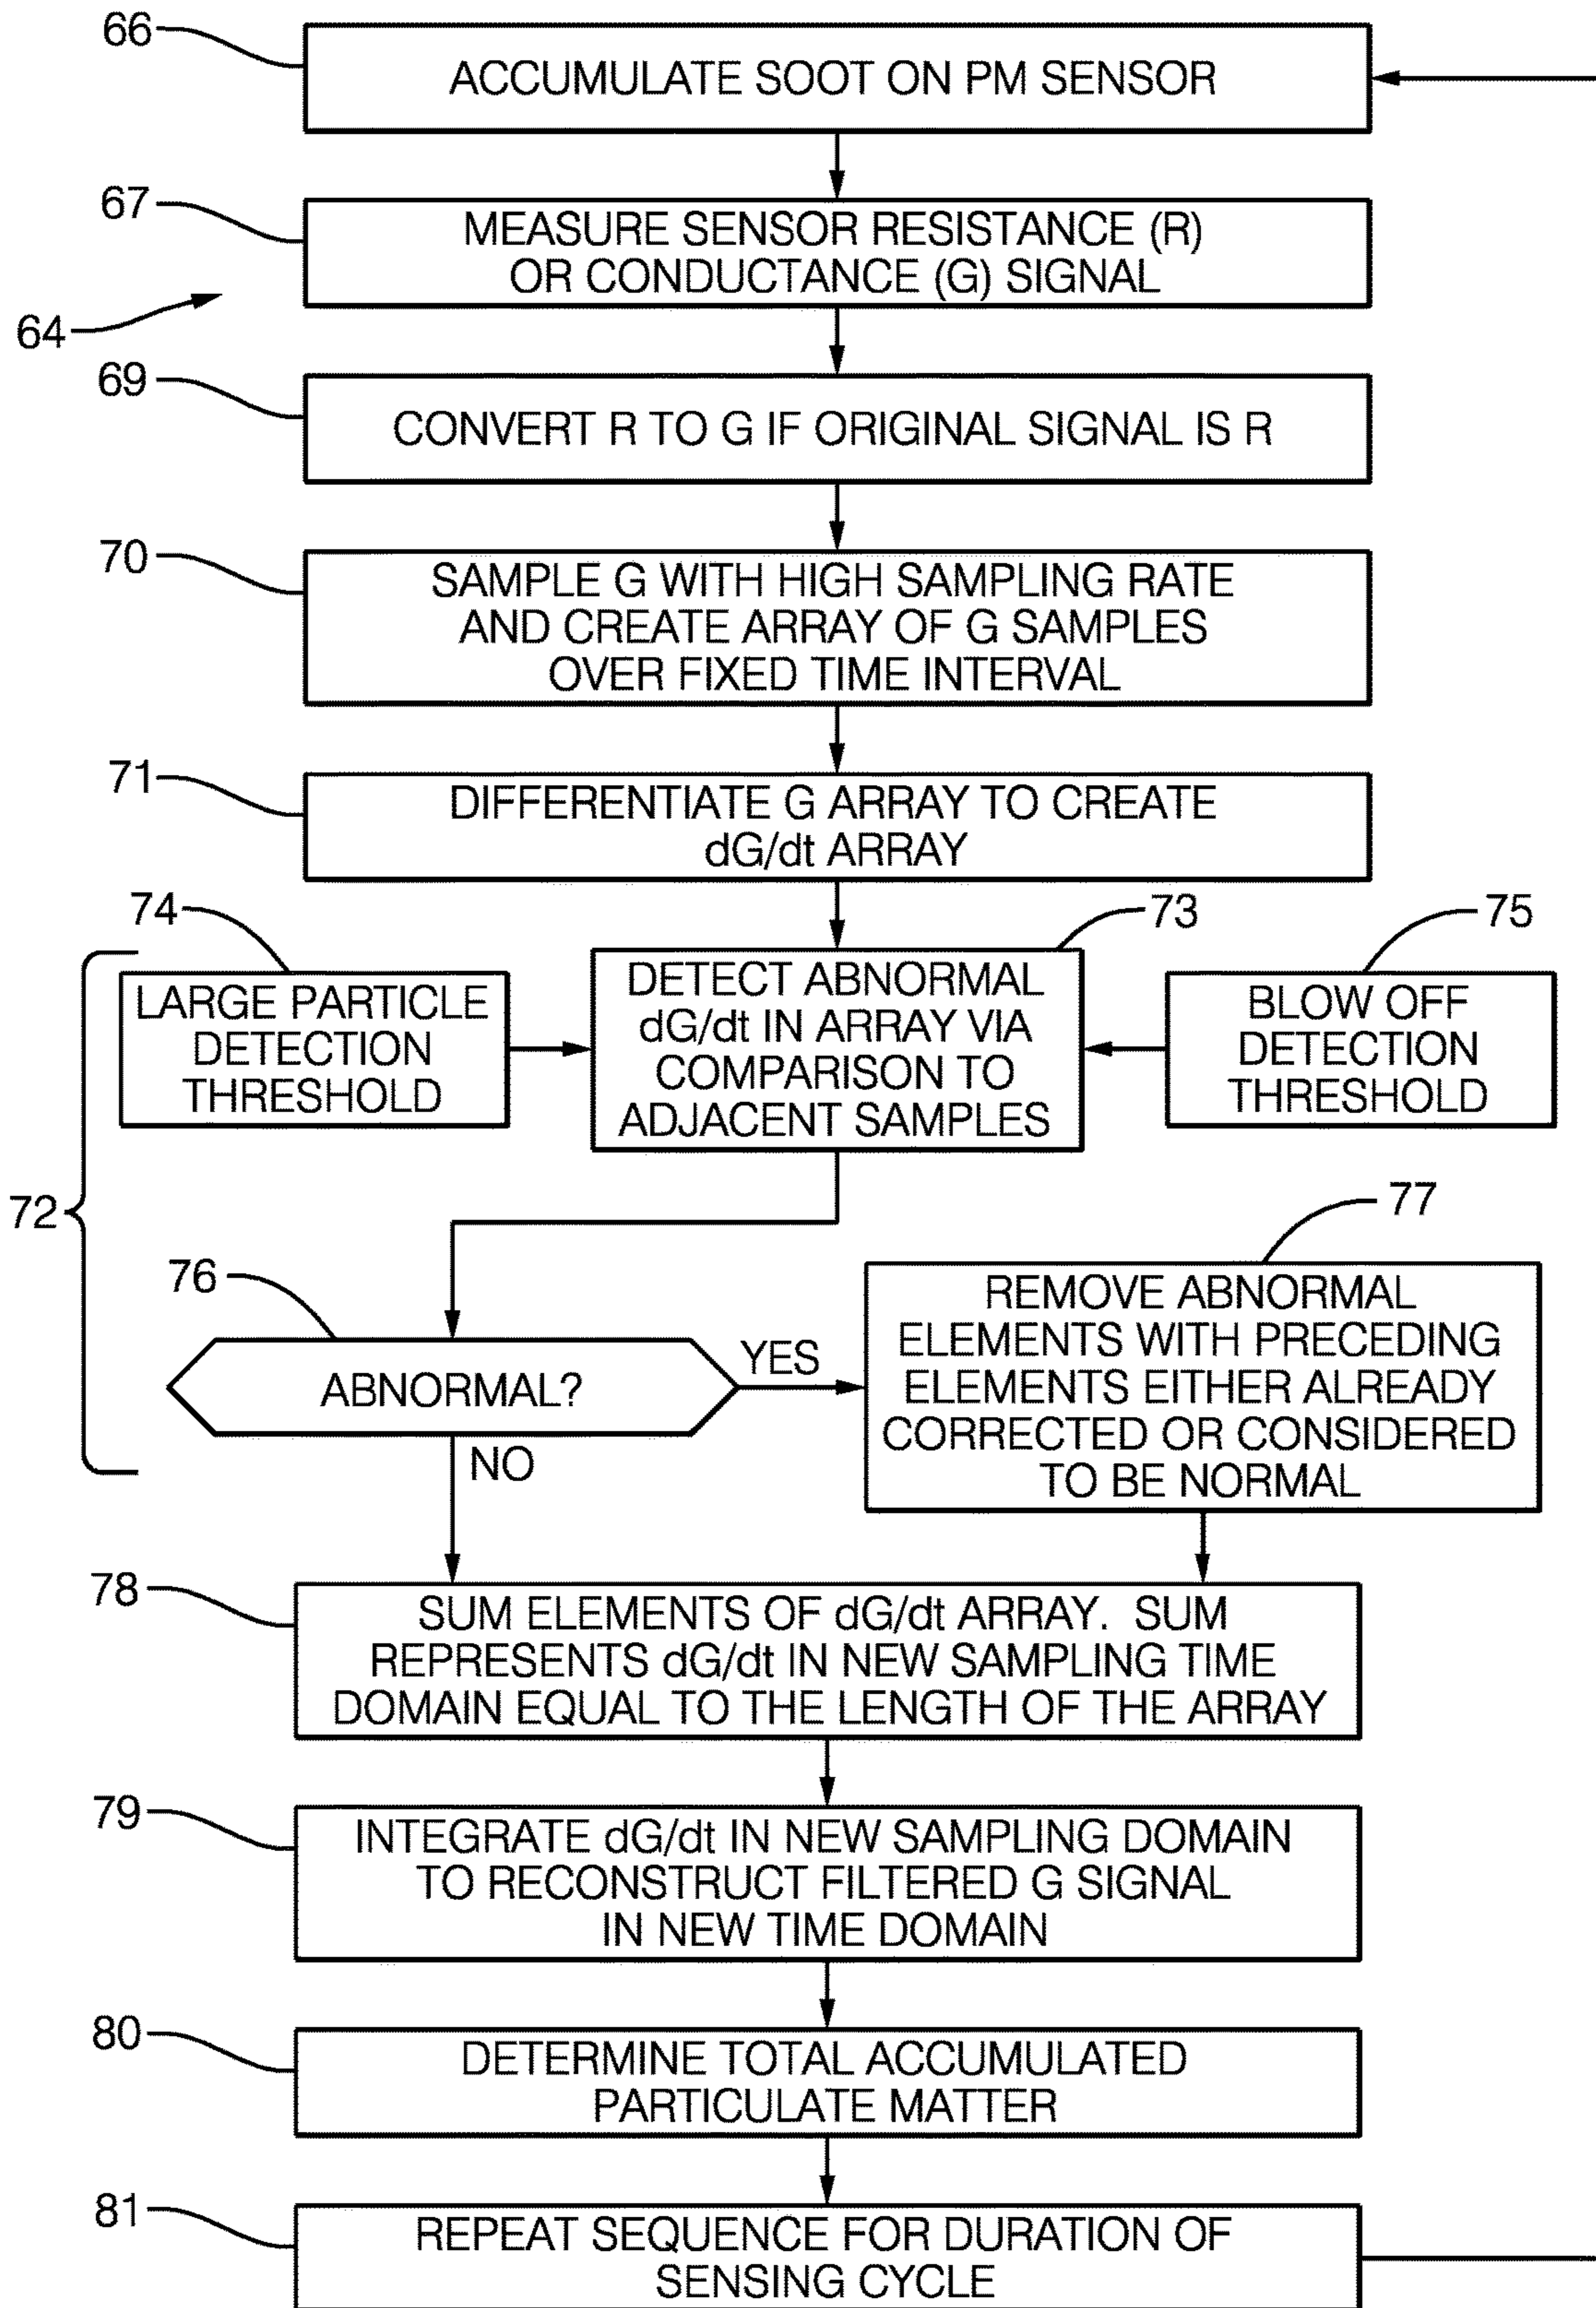 66
ACCUMULATE SOOT ON PM SENSOR
67
MEASURE SENSOR RESISTANCE (R)
OR CONDUCTANCE (G) SIGNAL
64
69
CONVERT R TO G IF ORIGINAL SIGNAL IS R
70
SAMPLE G WITH HIGH SAMPLING RATE
AND CREATE ARRAY OF G SAMPLES
OVER FIXED TIME INTERVAL
71
DIFFERENTIATE G ARRAY TO CREATE
dG/dt ARRAY
72
74
LARGE PARTICLE
DETECTION
THRESHOLD
73
DETECT ABNORMAL
dG/dt IN ARRAY VIA
COMPARISON TO
ADJACENT SAMPLES
75
BLOW OFF
DETECTION
THRESHOLD
76
ABNORMAL?
YES
NO
77
REMOVE ABNORMAL
ELEMENTS WITH PRECEDING
ELEMENTS EITHER ALREADY
CORRECTED OR CONSIDERED
TO BE NORMAL
78
SUM ELEMENTS OF dG/dt ARRAY. SUM
REPRESENTS dG/dt IN NEW SAMPLING TIME
DOMAIN EQUAL TO THE LENGTH OF THE ARRAY
79
INTEGRATE dG/dt IN NEW SAMPLING DOMAIN
TO RECONSTRUCT FILTERED G SIGNAL
IN NEW TIME DOMAIN
80
DETERMINE TOTAL ACCUMULATED
PARTICULATE MATTER
81
REPEAT SEQUENCE FOR DURATION OF
SENSING CYCLE